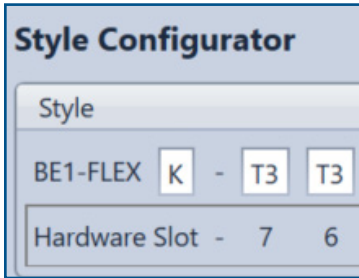 Style Configurator
Style
BE1-FLEX K - T3 T3
Hardware Slot - 7 6